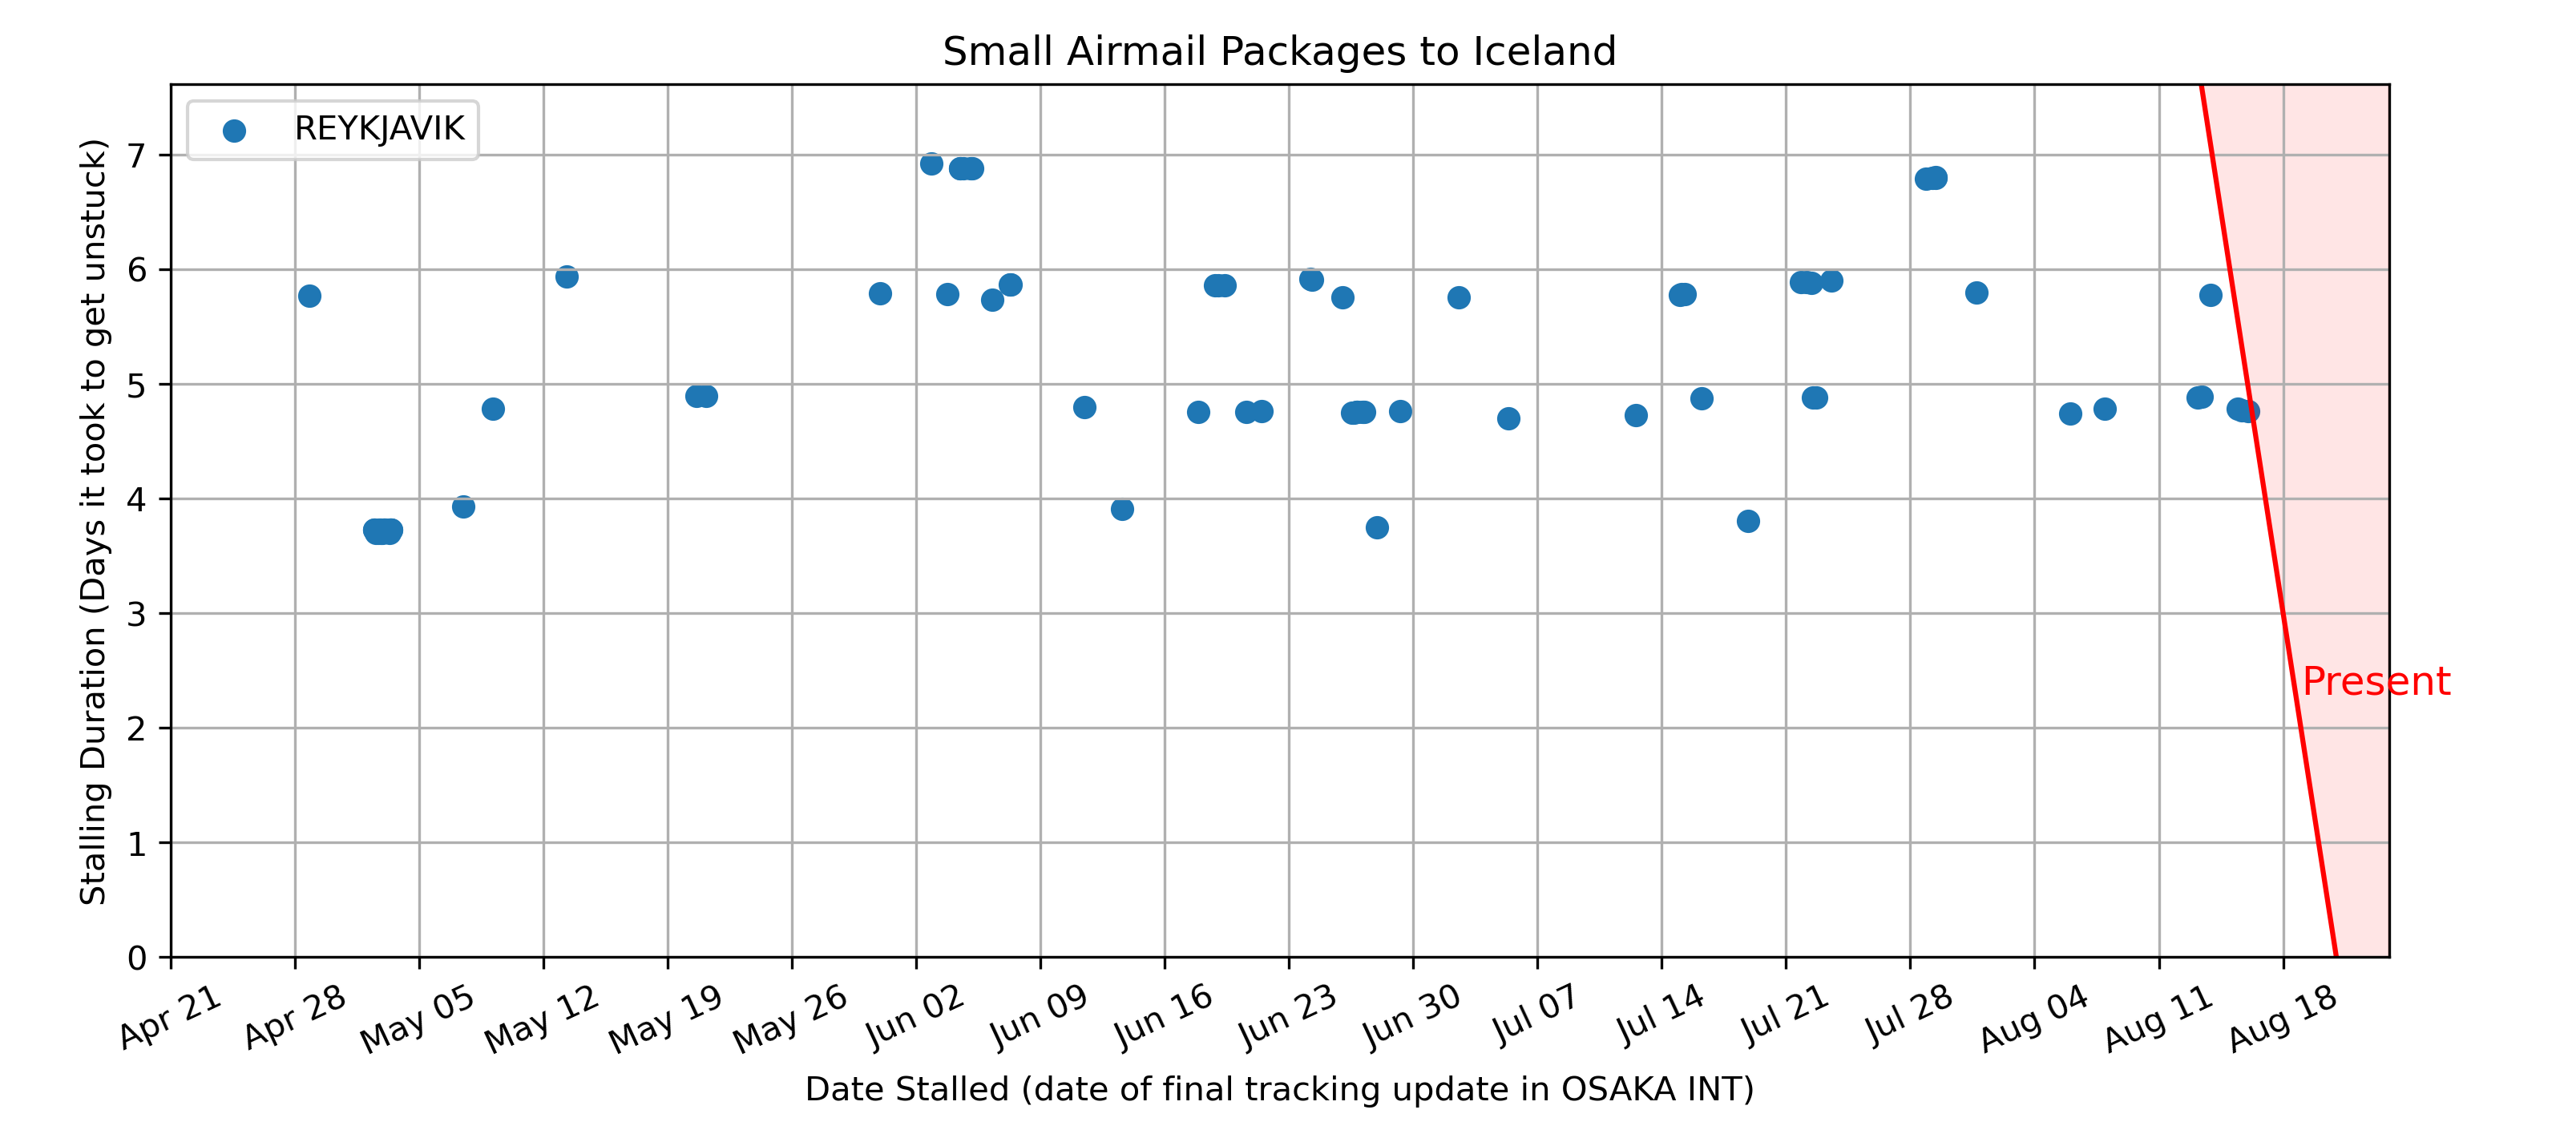 Small Airmail Packages to Iceland
REYKJAVIK
Stalling Duration (Days it took to get unstuck)
7
6
5
4
3
2
1
0
Present
Apr 21
Apr 28
May 05
May 12
May 19
May 26
Jun 02
Jun 09
Jun 16
Jun 23
Jun 30
Jul 07
Jul 14
Jul 21
Jul 28
Aug 04
Aug 11
Aug 18
Date Stalled (date of final tracking update in OSAKA INT)